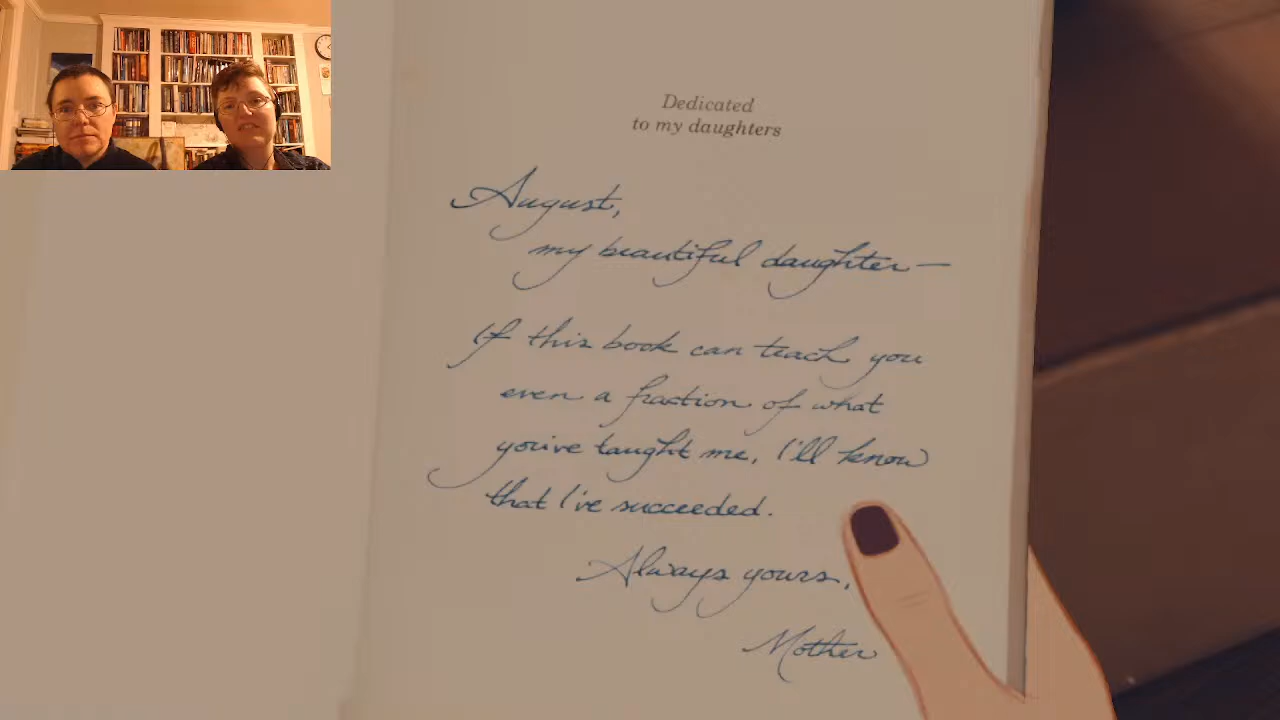 Dedicated
to my daughters
August,
my beautiful daughter—
If this book can teach you
even a fraction of what
you've taught me, I'll know
that I've succeeded.
Always yours,
Mother